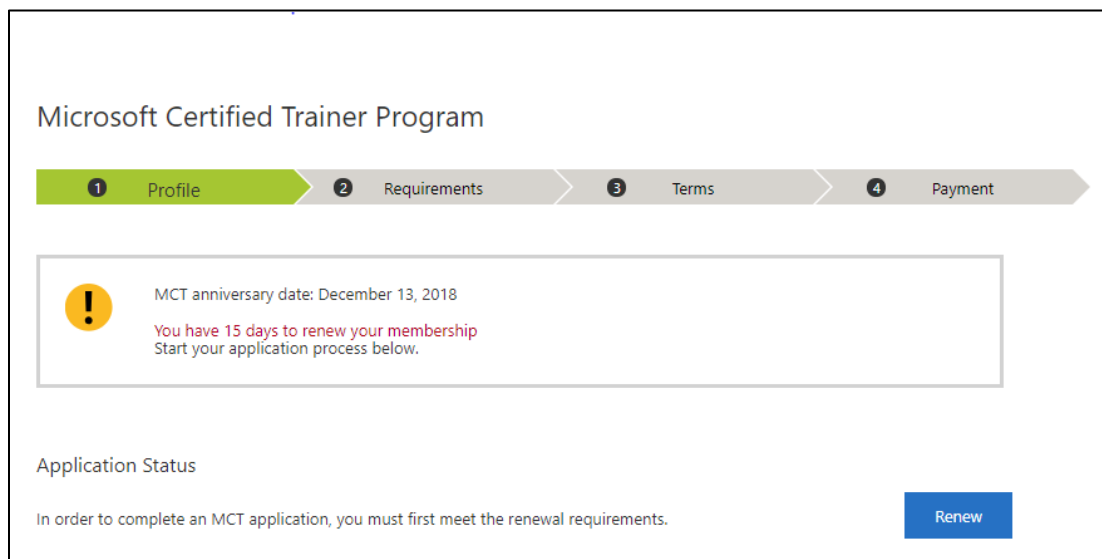 Microsoft Certified Trainer Program
1 Profile 2 Requirements 3 Terms 4 Payment
! MCT anniversary date: December 13, 2018
You have 15 days to renew your membership
Start your application process below.
Application Status
In order to complete an MCT application, you must first meet the renewal requirements. Renew